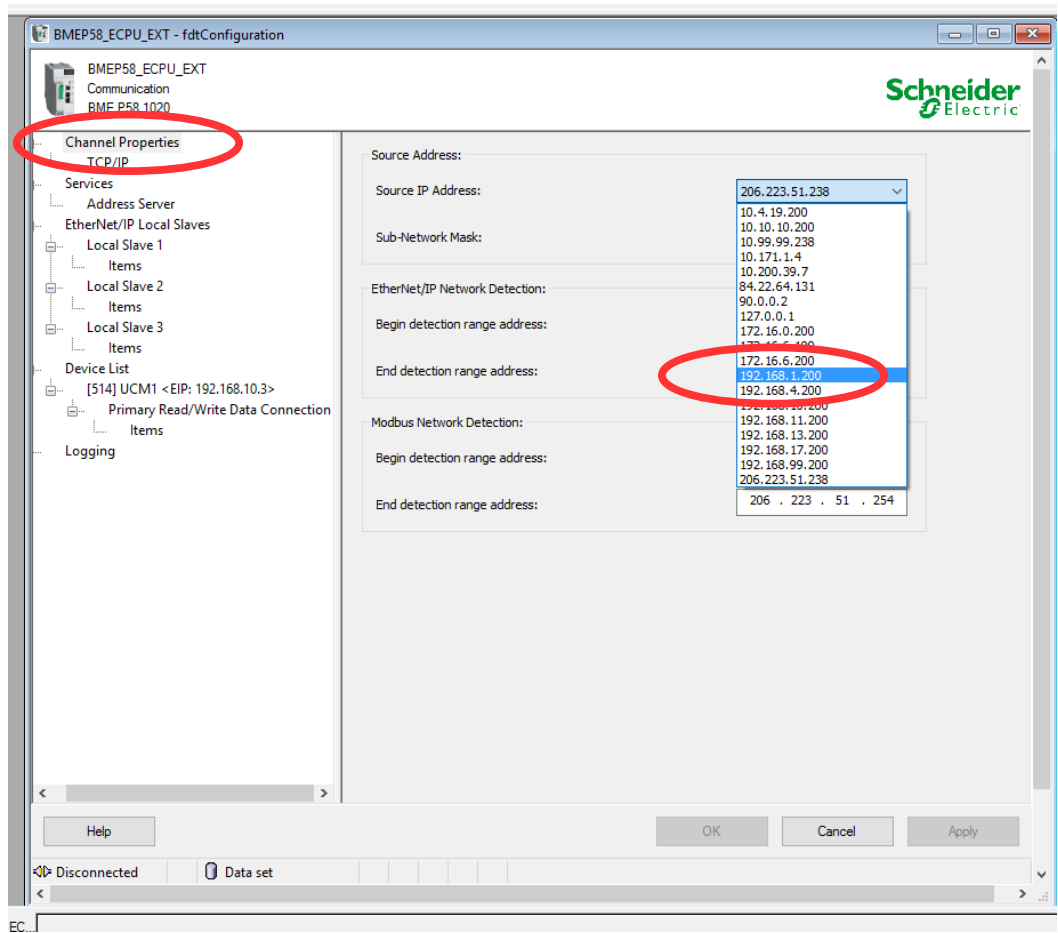 BMEP58_ECPU_EXT - fdtConfiguration
BMEP58_ECPU_EXT
Communication
BME P58 1020
Schneider
Electric
Channel Properties
TCP/IP
Services
Address Server
EtherNet/IP Local Slaves
Local Slave 1
Items
Local Slave 2
Items
Local Slave 3
Items
Device List
[514] UCM1 <EIP: 192.168.10.3>
Primary Read/Write Data Connection
Items
Logging
Source Address:
Source IP Address:
206.223.51.238
Sub-Network Mask:
10.4.19.200
10.10.10.200
10.99.99.238
10.171.1.4
10.200.39.7
84.22.64.131
90.0.0.2
127.0.0.1
172.16.0.200
172.16.6.200
192.168.1.200
192.168.4.200
192.168.11.200
192.168.13.200
192.168.17.200
192.168.99.200
206.223.51.238
EtherNet/IP Network Detection:
Begin detection range address:
End detection range address:
Modbus Network Detection:
Begin detection range address:
End detection range address:
206 . 223 . 51 . 254
Help
OK
Cancel
Apply
Disconnected
Data set
EC...